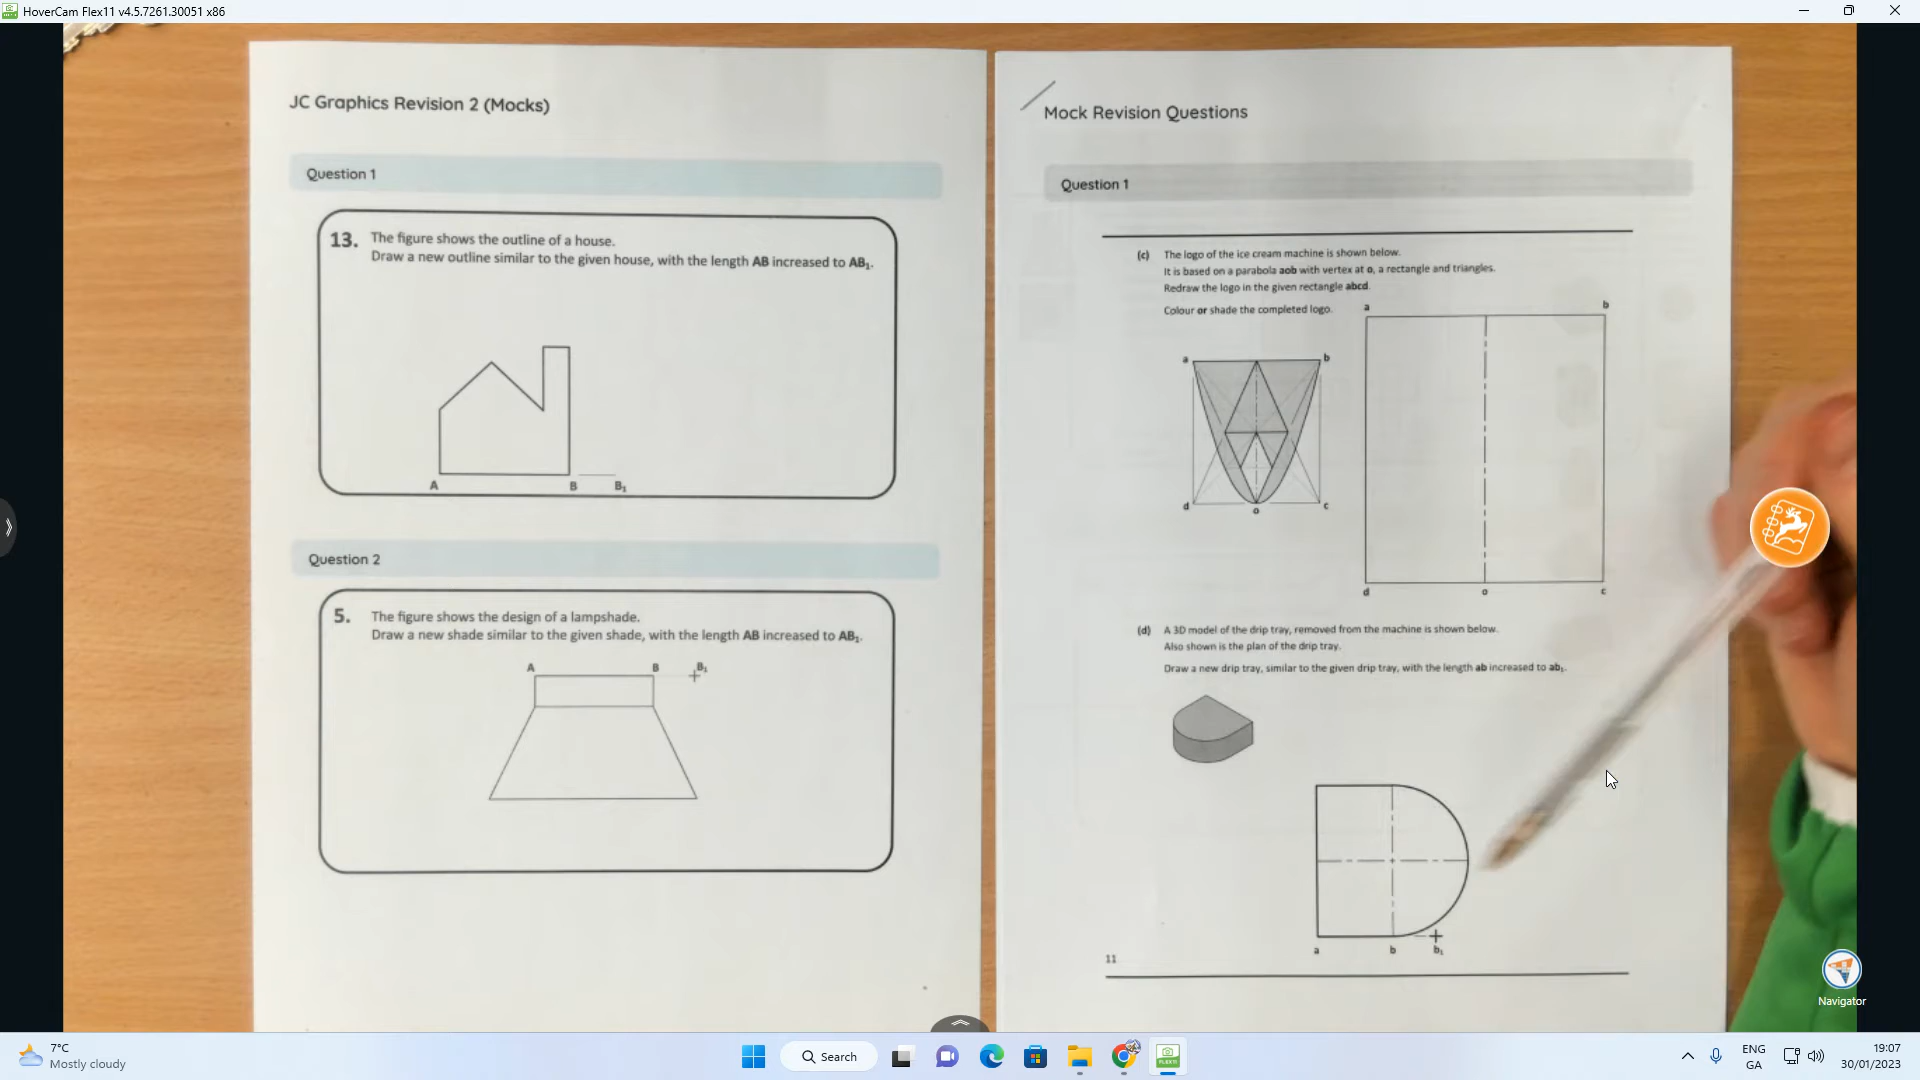 HoverCam Flex11 v4.5.7261.30051 x86
JC Graphics Revision 2 (Mocks)
Question 1
13. The figure shows the outline of a house.
Draw a new outline similar to the given house, with the length AB increased to AB₁.
A B B₁
Question 2
5. The figure shows the design of a lampshade.
Draw a new shade similar to the given shade, with the length AB increased to AB₁.
A B B₁
Mock Revision Questions
Question 1
(c) The logo of the ice cream machine is shown below.
It is based on a parabola aob with vertex at o, a rectangle and triangles.
Redraw the logo in the given rectangle abcd.
Colour or shade the completed logo.
a b
a b
d o c
d o c
(d) A 3D model of the drip tray, removed from the machine is shown below.
Also shown is the plan of the drip tray.
Draw a new drip tray, similar to the given drip tray, with the length ab increased to ab₁.
a b b₁
11
Navigator
7°C
Mostly cloudy
Search
FLEX11
ENG
GA
19:07
30/01/2023